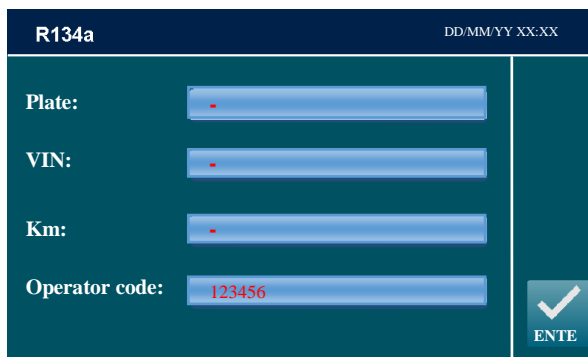 R134a DD/MM/YY XX:XX
Plate: -
VIN: -
Km: -
Operator code: 123456
ENTE